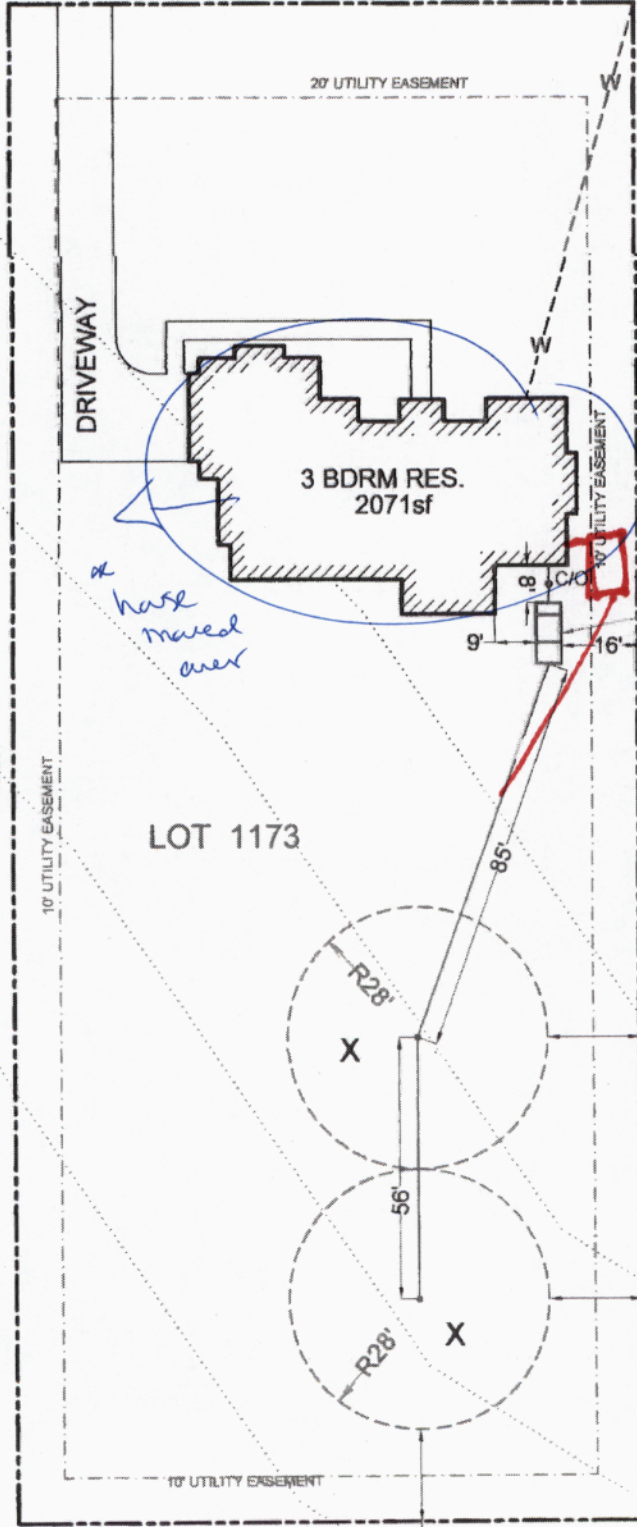 20' UTILITY EASEMENT
W
W
DRIVEWAY
3 BDRM RES.
2071sf
10' UTILITY EASEMENT
8'
C/O
house
moved
over
9'
16'
10' UTILITY EASEMENT
LOT 1173
85'
R28'
X
56'
R28'
X
10' UTILITY EASEMENT